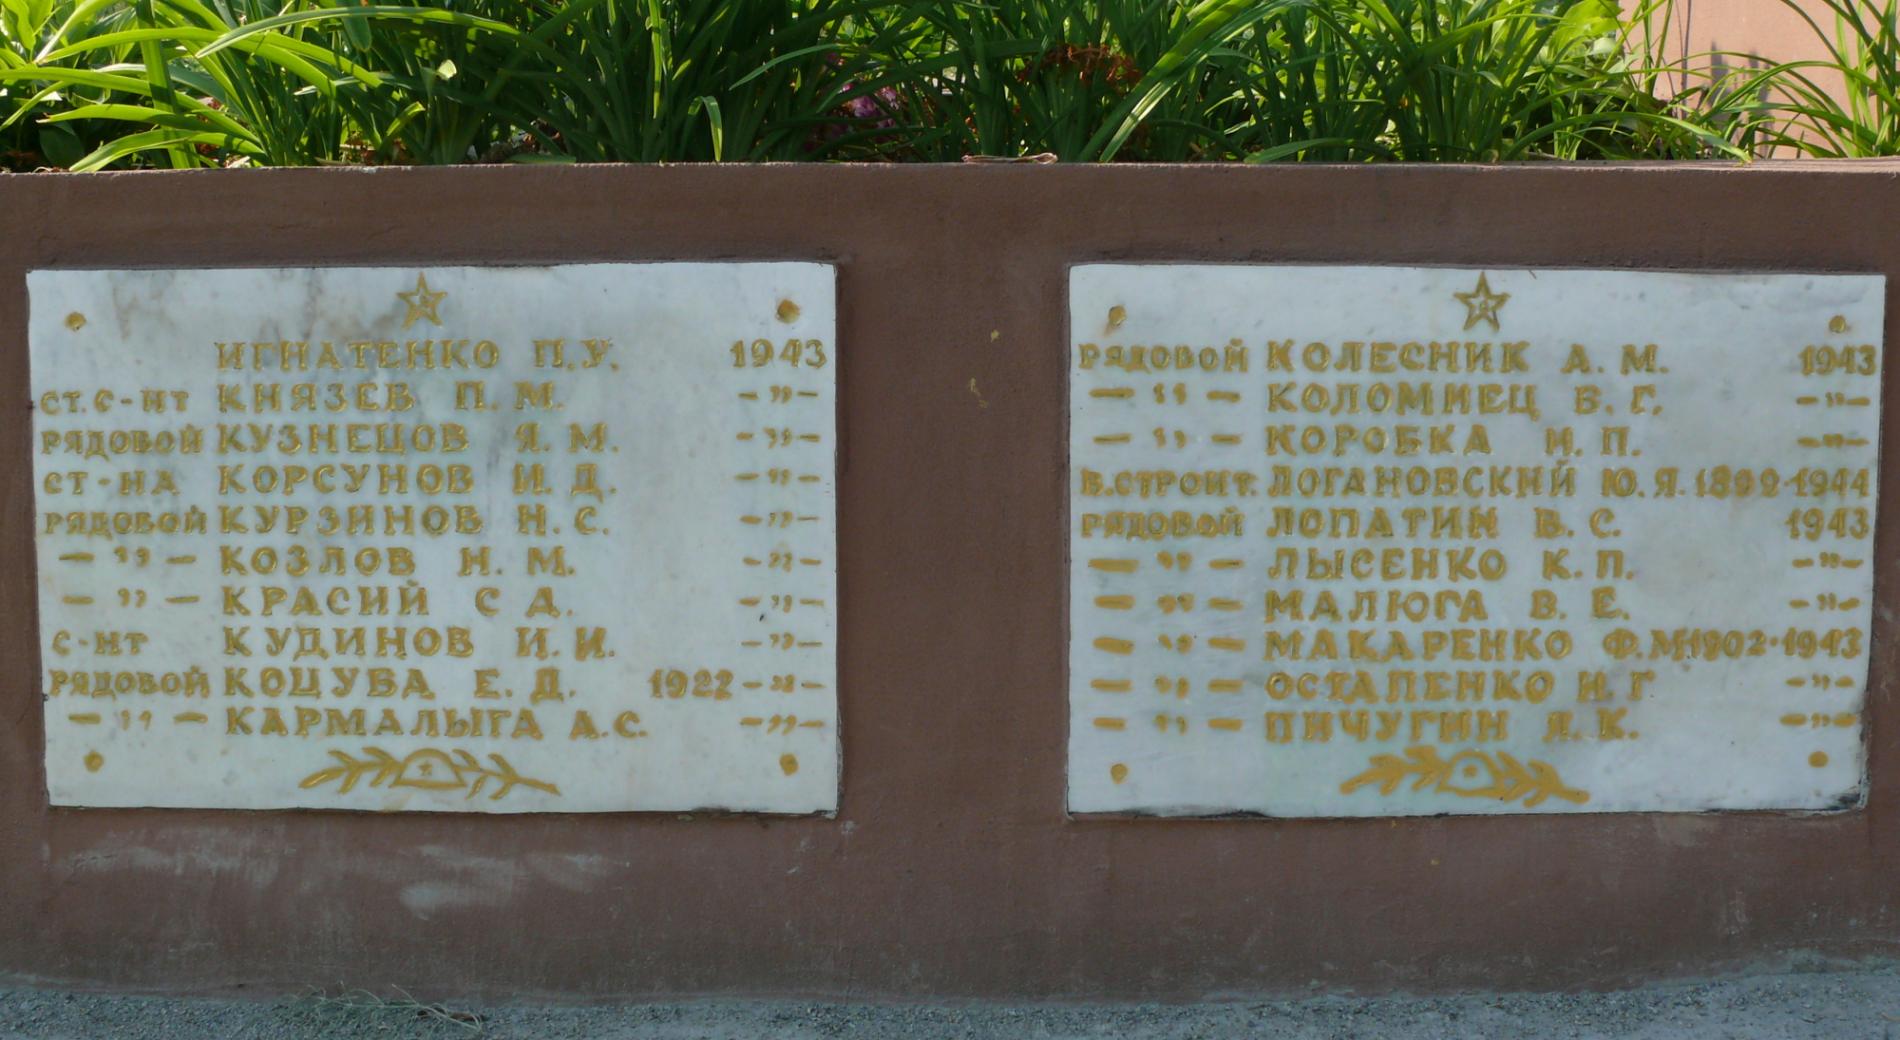 ИГНАТЕНКО П.У. 1943
СТ. С-НТ КНЯЗЕВ П. М. -"-
РЯДОВОЙ КУЗНЕЦОВ Я. М. -"-
СТ-НА КОРСУНОВ И. Д. -"-
РЯДОВОЙ КУРЗИНОВ Н. С. -"-
-"- КОЗЛОВ Н. М. -"-
-"- КРАСИЙ С А. -"-
С-НТ КУДИНОВ И. И. -"-
РЯДОВОЙ КОЦУБА Е. Д. 1922 -"-
-"- КАРМАЛЫГА А.С. -"-
РЯДОВОЙ КОЛЕСНИК А. М. 1943
-"- КОЛОМИЕЦ В. Г. -"-
-"- КОРОБКА И. П. -"-
В.СТРОИТ. ЛОГАНОВСКИЙ Ю. Я. 1892-1944
РЯДОВОЙ ЛОПАТИН В. С. 1943
-"- ЛЫСЕНКО К. П. -"-
-"- МАЛЮГА В. Е. -"-
-"- МАКАРЕНКО Ф.М 1902-1943
-"- ОСТАПЕНКО Н. Г -"-
-"- ПИЧУГИН Я. К. -"-